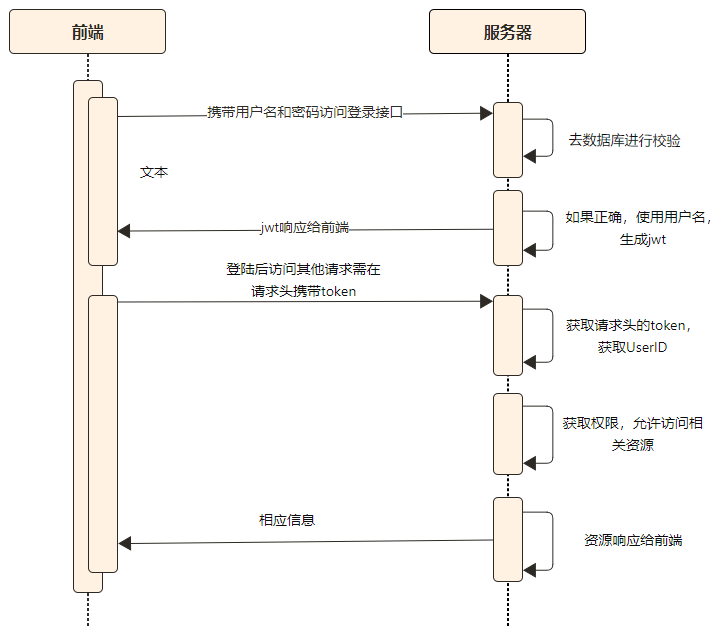 前端
服务器
携带用户名和密码访问登录接口
去数据库进行校验
文本
如果正确，使用用户名，
生成jwt
jwt响应给前端
登陆后访问其他请求需在
请求头携带token
获取请求头的token，
获取UserID
获取权限，允许访问相
关资源
相应信息
资源响应给前端